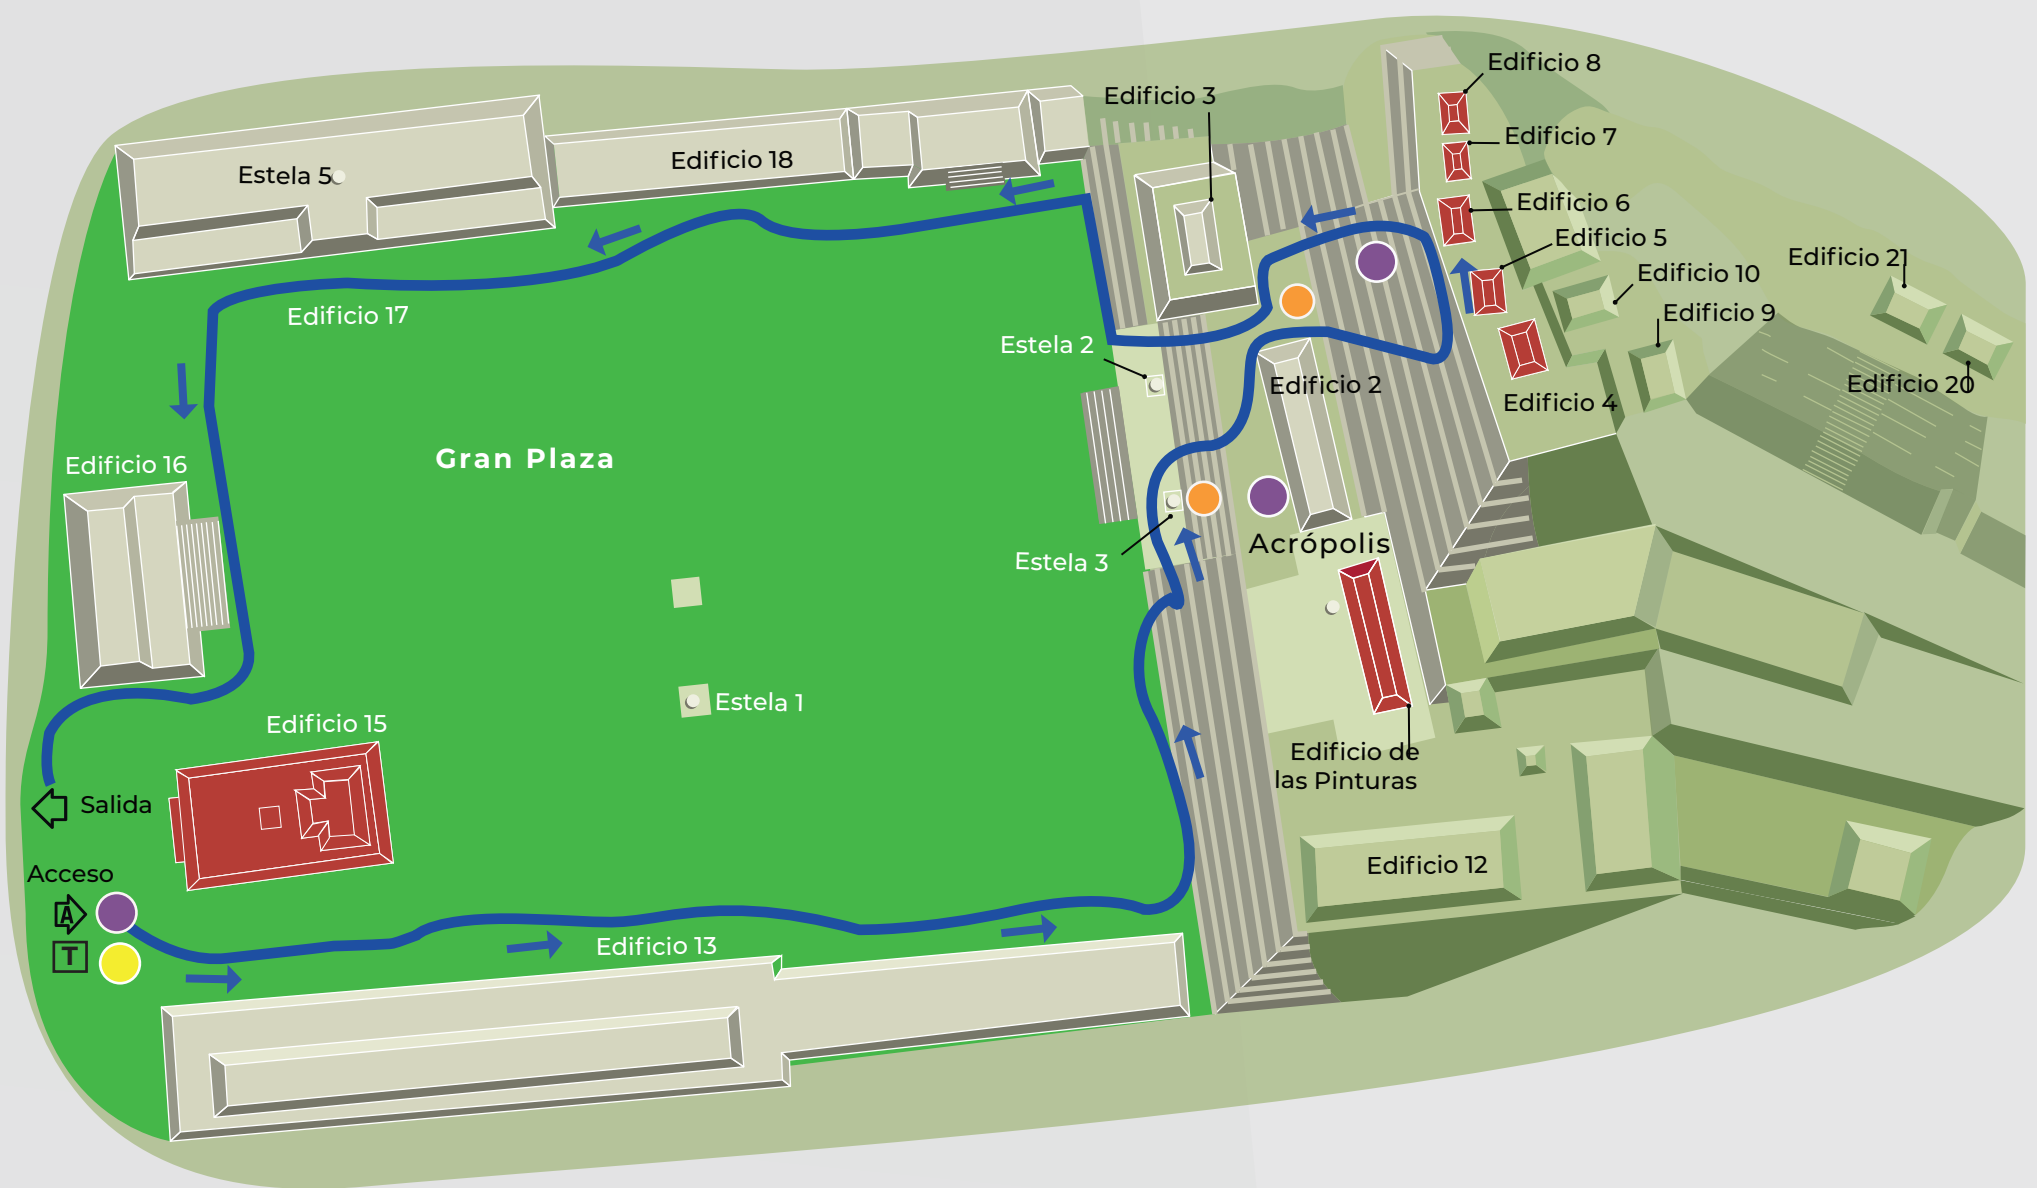 Edificio 8
Edificio 3
Edificio 7
Edificio 18
Estela 5
Edificio 6
Edificio 5
Edificio 21
Edificio 10
Edificio 17
Edificio 9
Estela 2
Edificio 2
Edificio 20
Edificio 4
Gran Plaza
Edificio 16
Acrópolis
Estela 3
Estela 1
Edificio 15
Edificio de
las Pinturas
Salida
Edificio 12
Acceso
A
Edificio 13
T